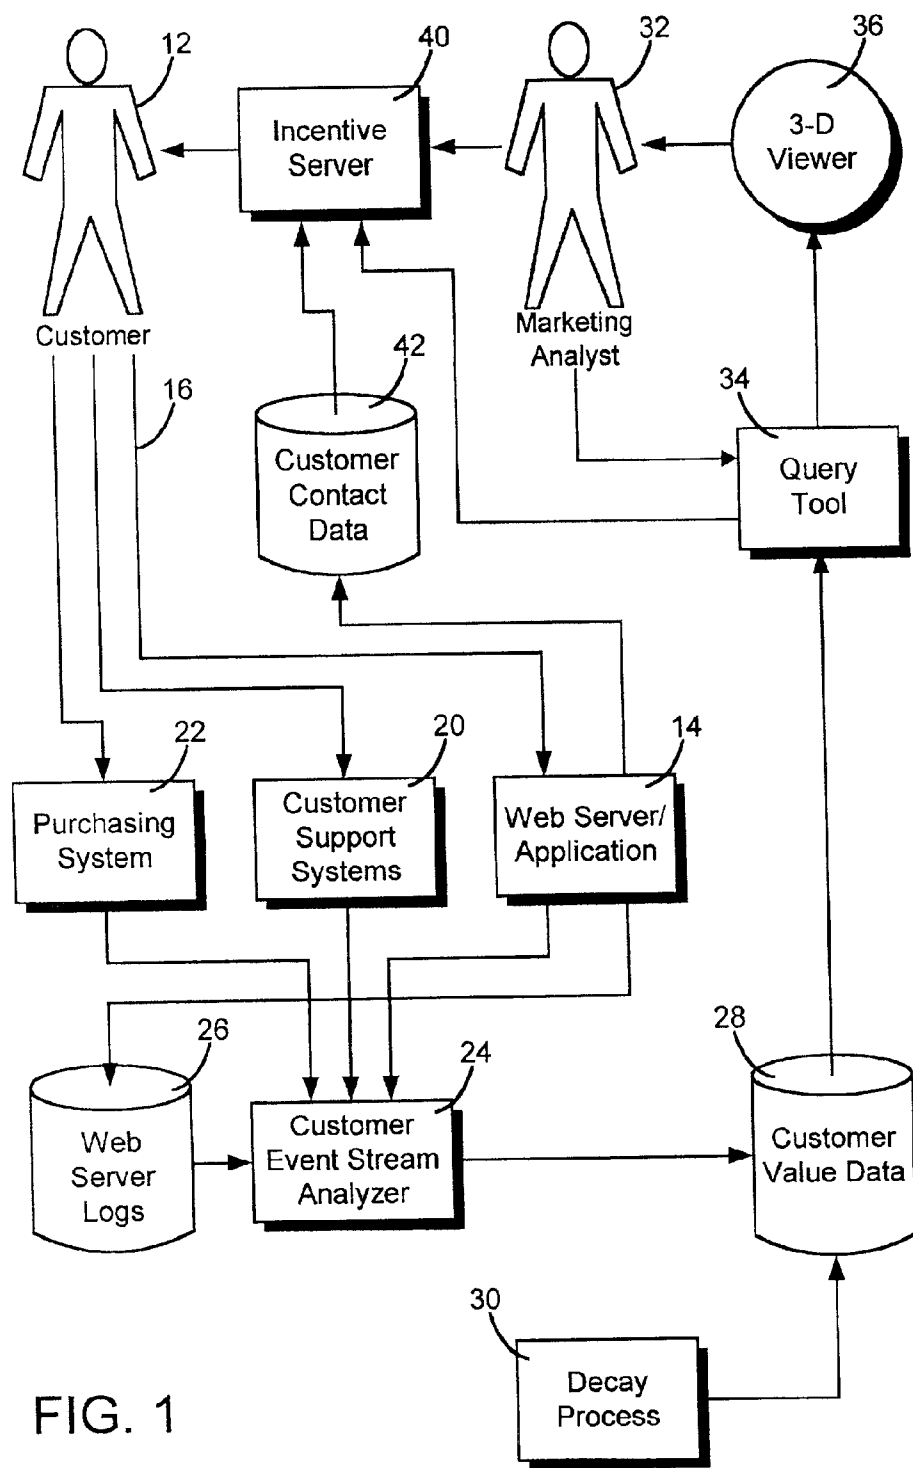 12
40
32
36
Incentive
Server
3-D
Viewer
Customer
Marketing
Analyst
16
42
34
Customer
Contact
Data
Query
Tool
22
20
14
Purchasing
System
Customer
Support
Systems
Web Server/
Application
26
24
28
Web
Server
Logs
Customer
Event Stream
Analyzer
Customer
Value Data
30
Decay
Process
FIG. 1